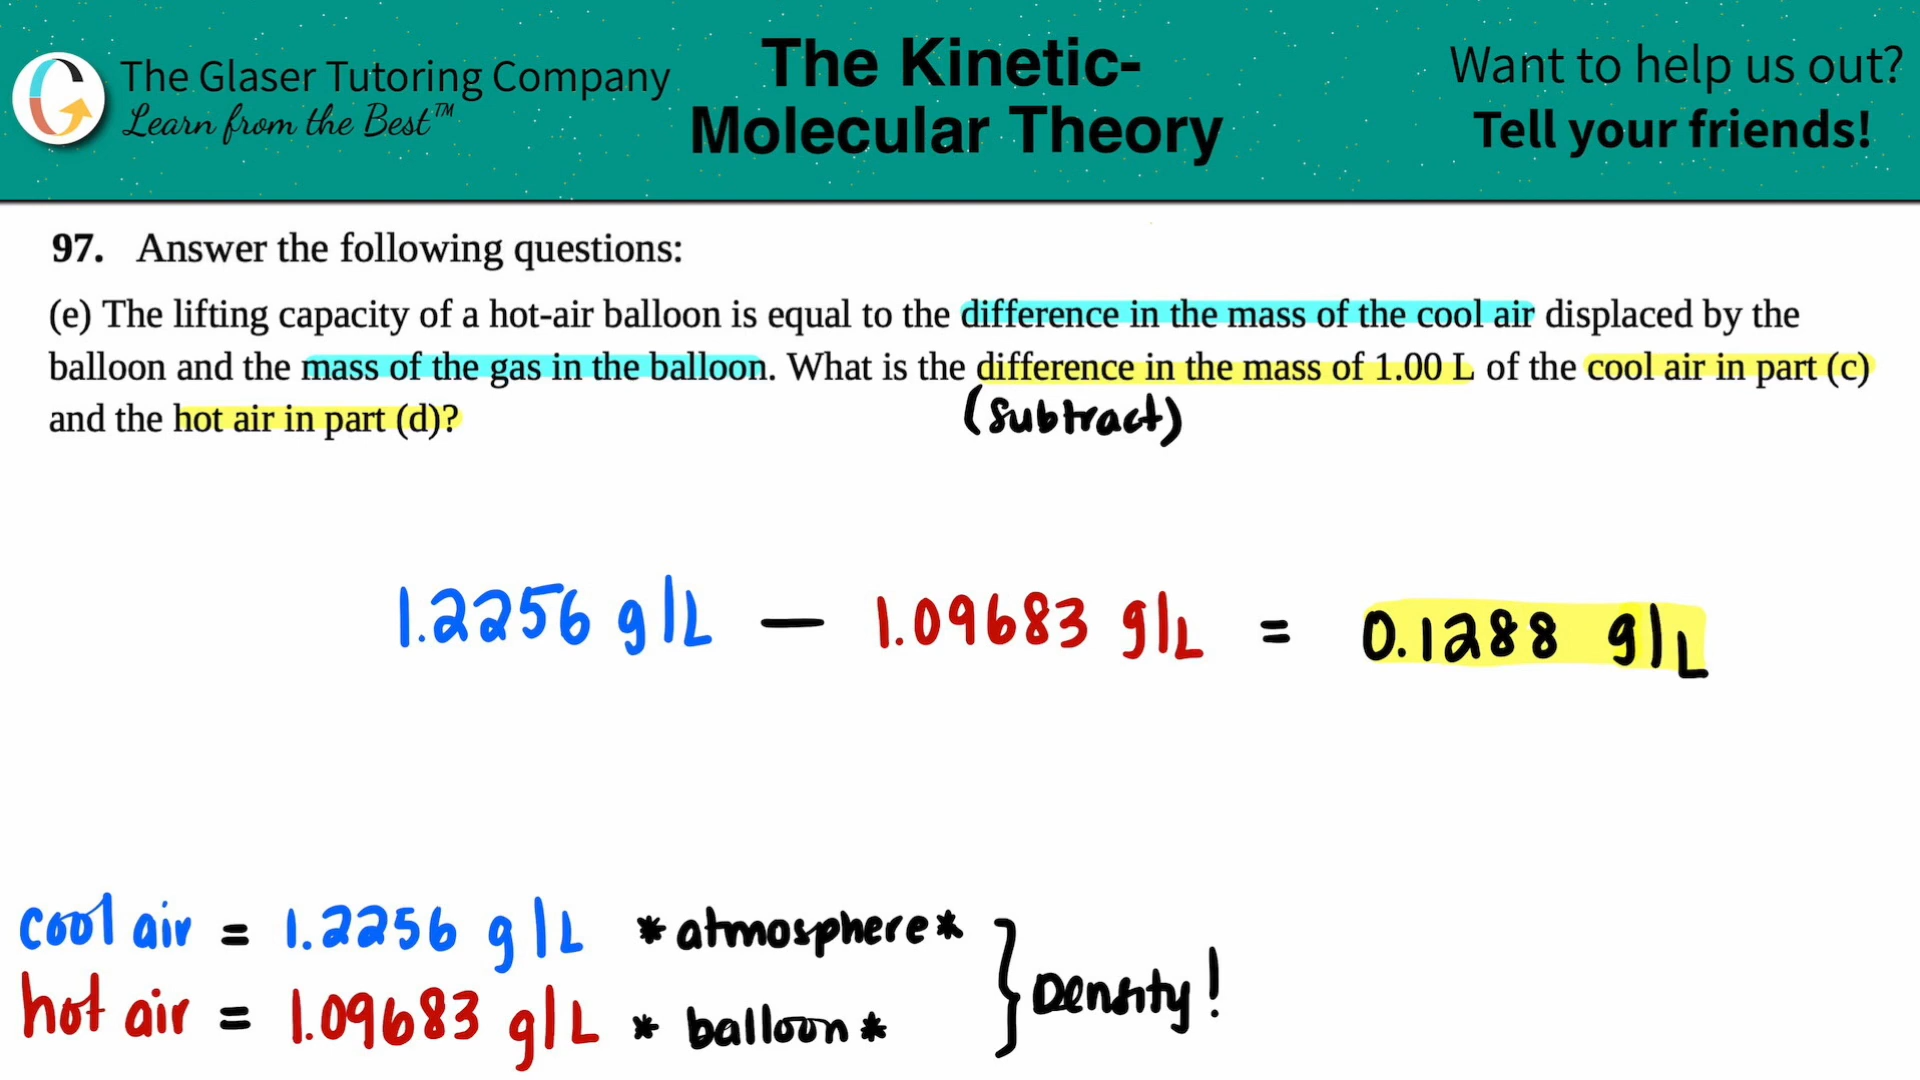 The Glaser Tutoring Company
Learn from the Best™
The Kinetic-
Molecular Theory
Want to help us out?
Tell your friends!
97. Answer the following questions:
(e) The lifting capacity of a hot-air balloon is equal to the difference in the mass of the cool air displaced by the
balloon and the mass of the gas in the balloon. What is the difference in the mass of 1.00 L of the cool air in part (c)
and the hot air in part (d)?
(subtract)
1.2256 g/L — 1.09683 g/L = 0.1288 g/L
cool air = 1.2256 g/L *atmosphere*
hot air = 1.09683 g/L * balloon *
} Density!